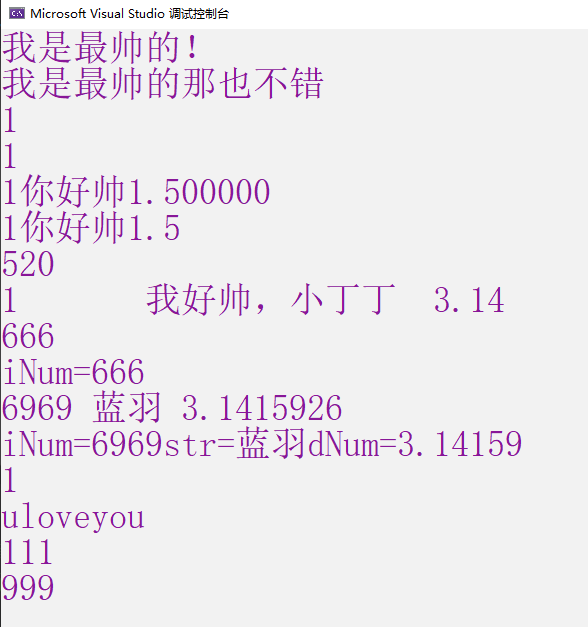 Microsoft Visual Studio 调试控制台
我是最帅的！
我是最帅的那也不错
1
1
1你好帅1.500000
1你好帅1.5
520
1       我好帅，小丁丁  3.14
666
iNum=666
6969 蓝羽 3.1415926
iNum=6969str=蓝羽dNum=3.14159
1
uloveyou
111
999